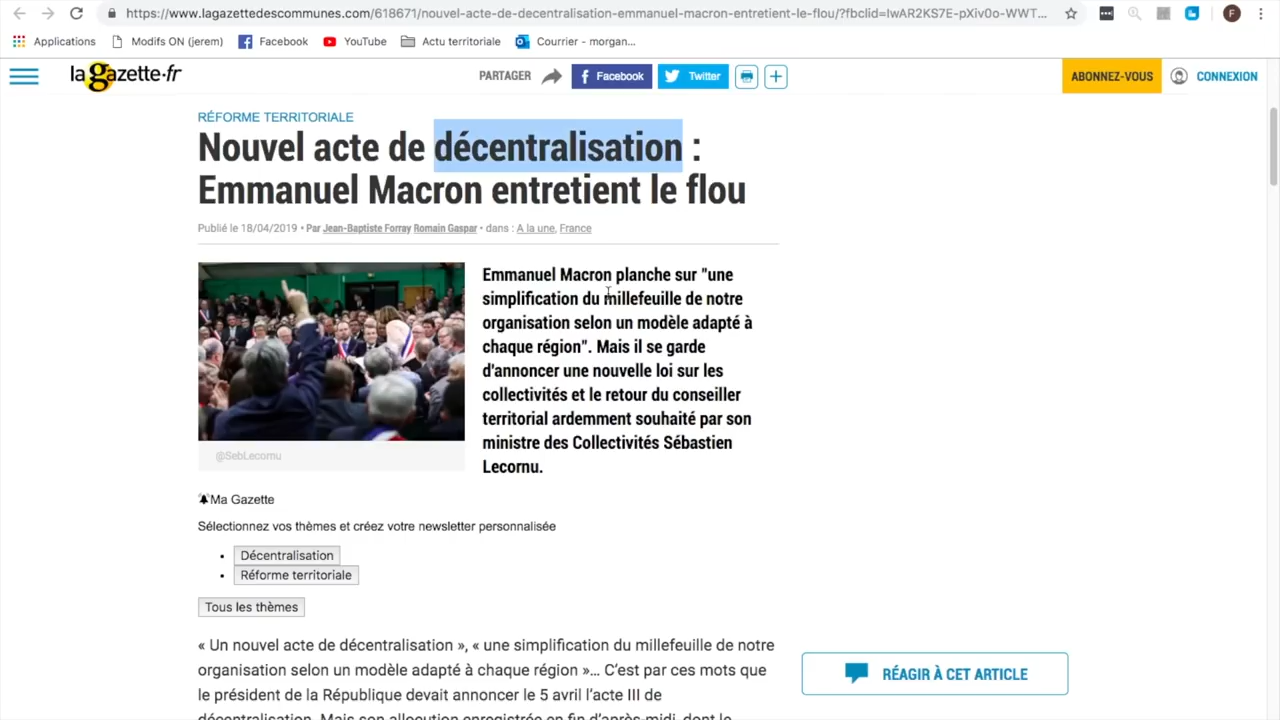 https://www.lagazettedescommunes.com/618671/nouvel-acte-de-decentralisation-emmanuel-macron-entretient-le-flou/?fbclid=IwAR2KS7E-pXiv0o-WWT...
F
Applications
Modifs ON (jerem)
Facebook
YouTube
Actu territoriale
Courrier - morgan...
lagazette.fr
PARTAGER
Facebook
Twitter
ABONNEZ-VOUS
CONNEXION
RÉFORME TERRITORIALE
Nouvel acte de décentralisation :
Emmanuel Macron entretient le flou
Publié le 18/04/2019 • Par Jean-Baptiste Forray Romain Gaspar • dans : A la une, France
Emmanuel Macron planche sur "une
simplification du millefeuille de notre
organisation selon un modèle adapté à
chaque région". Mais il se garde
d'annoncer une nouvelle loi sur les
collectivités et le retour du conseiller
territorial ardemment souhaité par son
ministre des Collectivités Sébastien
Lecornu.
@SebLecornu
Ma Gazette
Sélectionnez vos thèmes et créez votre newsletter personnalisée
• Décentralisation
• Réforme territoriale
Tous les thèmes
« Un nouvel acte de décentralisation », « une simplification du millefeuille de notre
organisation selon un modèle adapté à chaque région »... C'est par ces mots que
le président de la République devait annoncer le 5 avril l'acte III de
décentralisation. Mais son allocution enregistrée en fin d'après-midi, dont le
RÉAGIR À CET ARTICLE